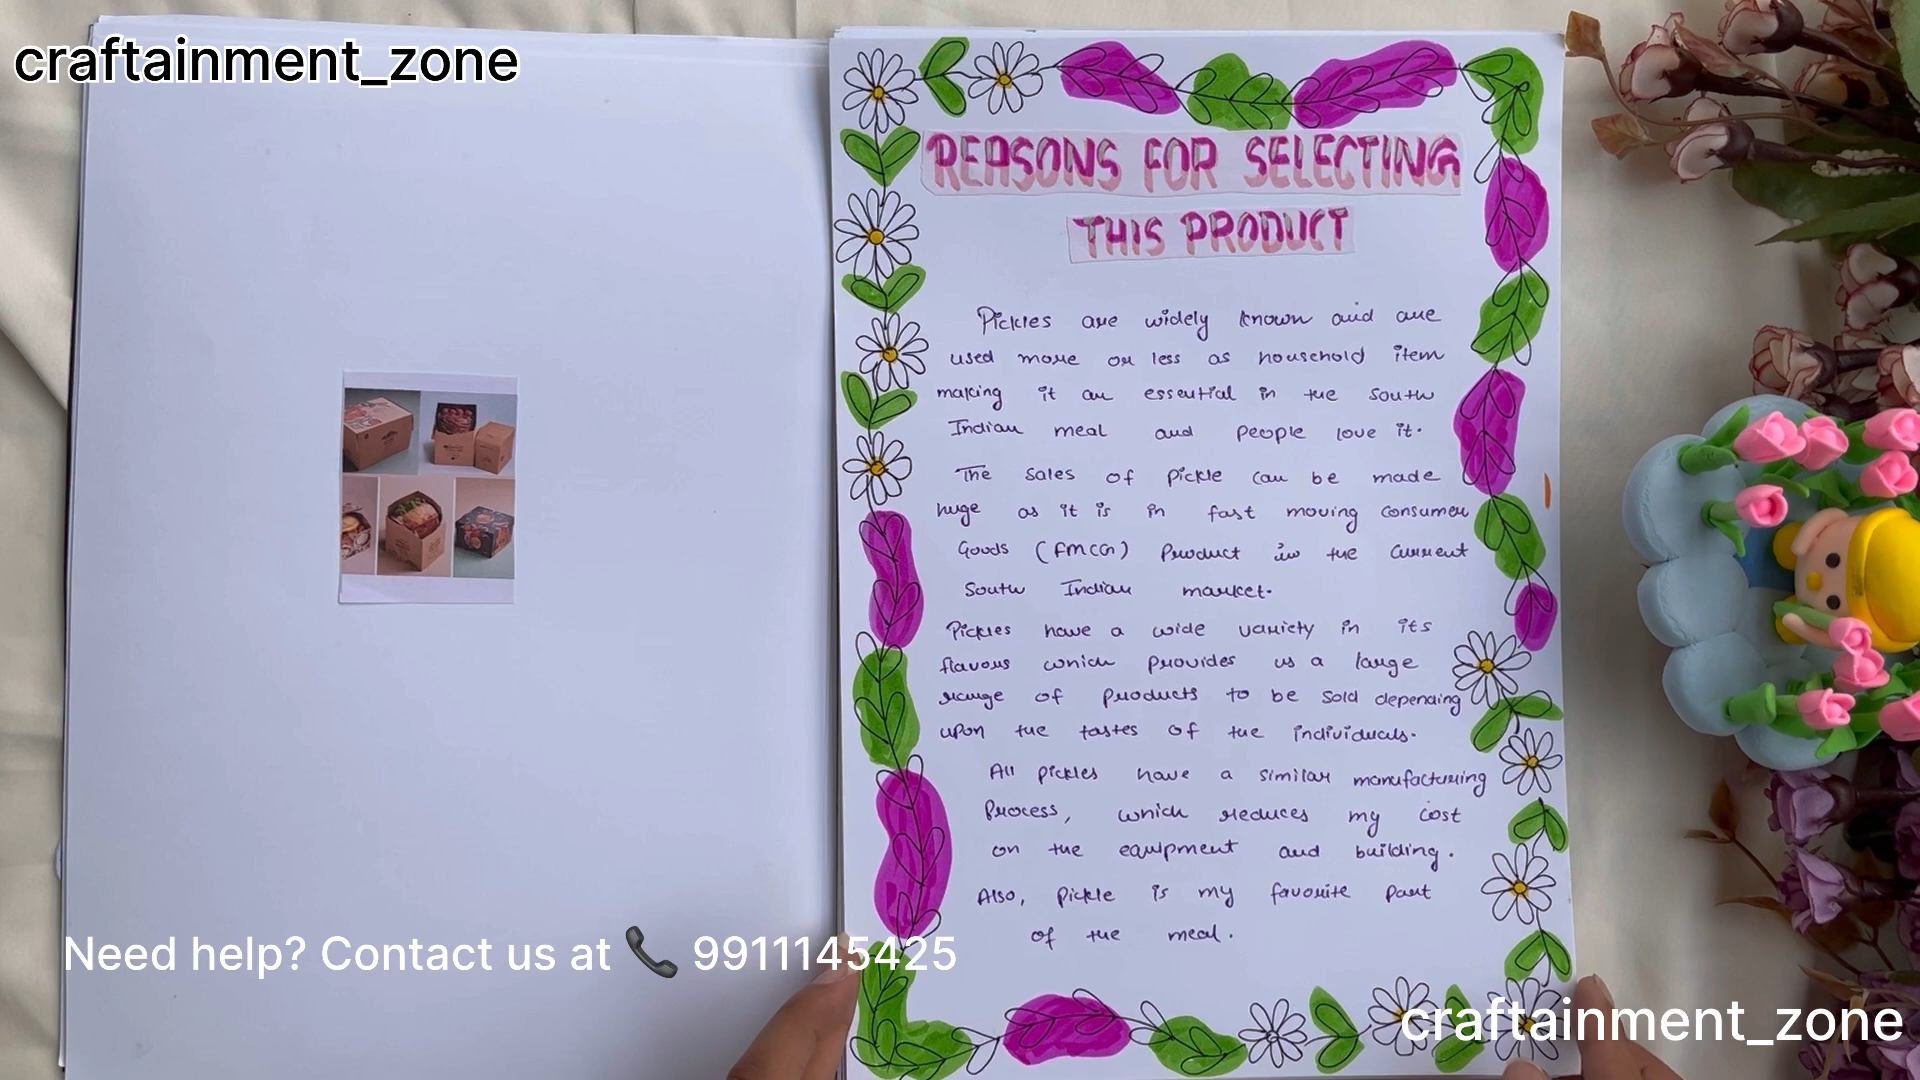 craftainment_zone
REASONS FOR SELECTING
THIS PRODUCT
Pickles are widely known and are
used more or less as household item
making it an essential in the south
Indian meal and people love it.
The sales of pickle can be made
huge as it is in fast moving consumer
Goods (FMCG) Product in the current
South Indian market.
Pickles have a wide variety in its
flavous which provides us a large
range of products to be sold depending
upon the tastes of the individuals.
All pickles have a similar manufacturing
Process, which reduces my cost
on the equipment and building.
Also, pickle is my favourite part
of the meal.
Need help? Contact us at 📞 9911145425
craftainment_zone